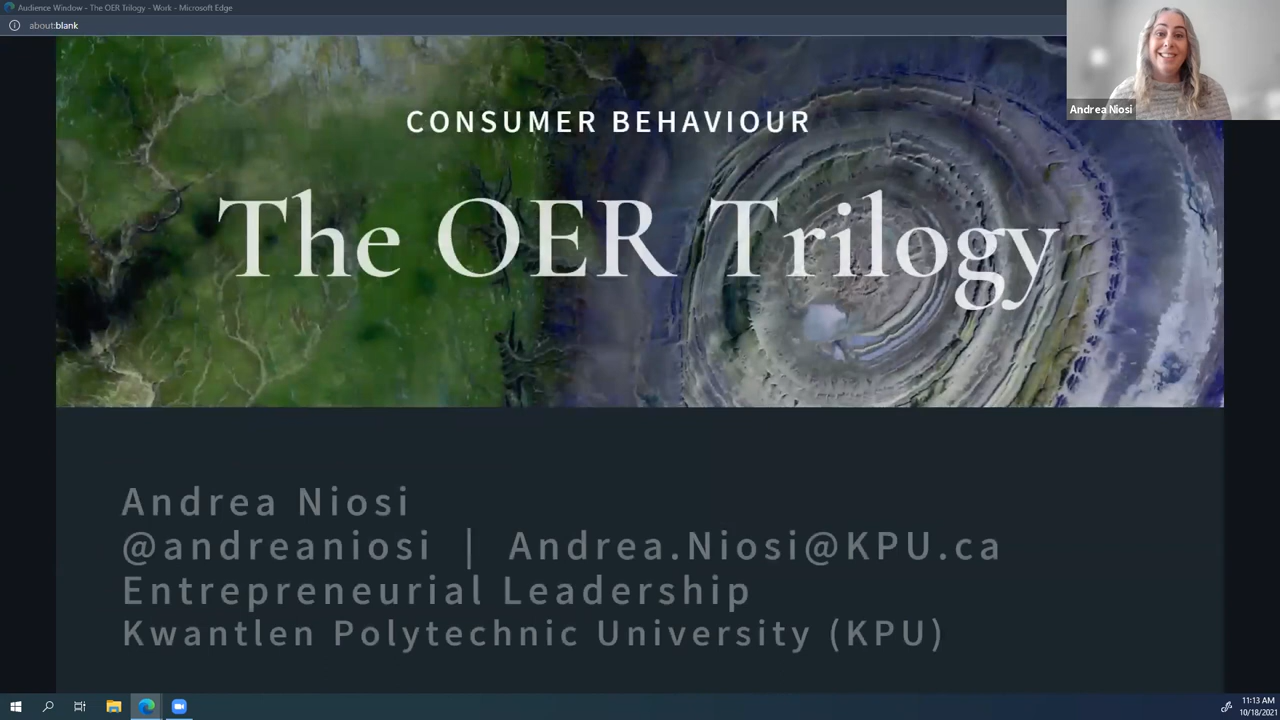 Audience Window - The OER Trilogy - Work - Microsoft Edge
about:blank
Andrea Niosi
CONSUMER BEHAVIOUR
The OER Trilogy
Andrea Niosi
@andreaniosi | Andrea.Niosi@KPU.ca
Entrepreneurial Leadership
Kwantlen Polytechnic University (KPU)
11:13 AM
10/18/2021